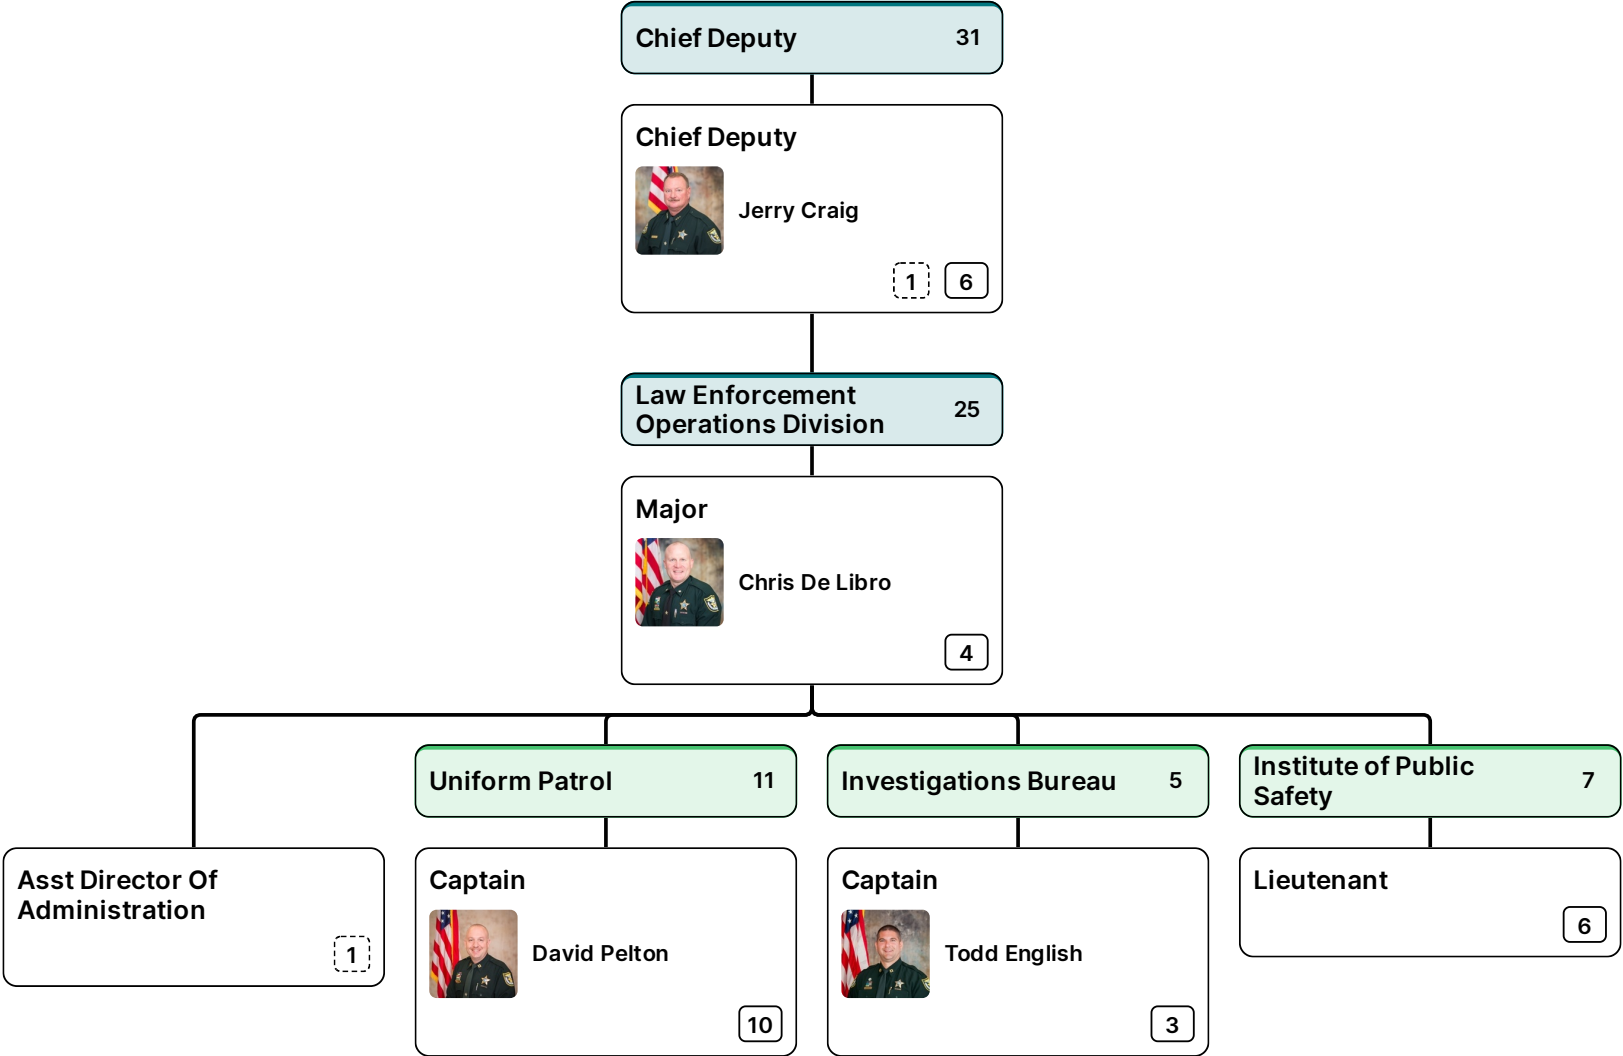 Chief Deputy 31
Chief Deputy
Jerry Craig
1 6
Law Enforcement
Operations Division 25
Major
Chris De Libro
4
Uniform Patrol 11
Investigations Bureau 5
Institute of Public
Safety 7
Asst Director Of
Administration
1
Captain
David Pelton
10
Captain
Todd English
3
Lieutenant
6